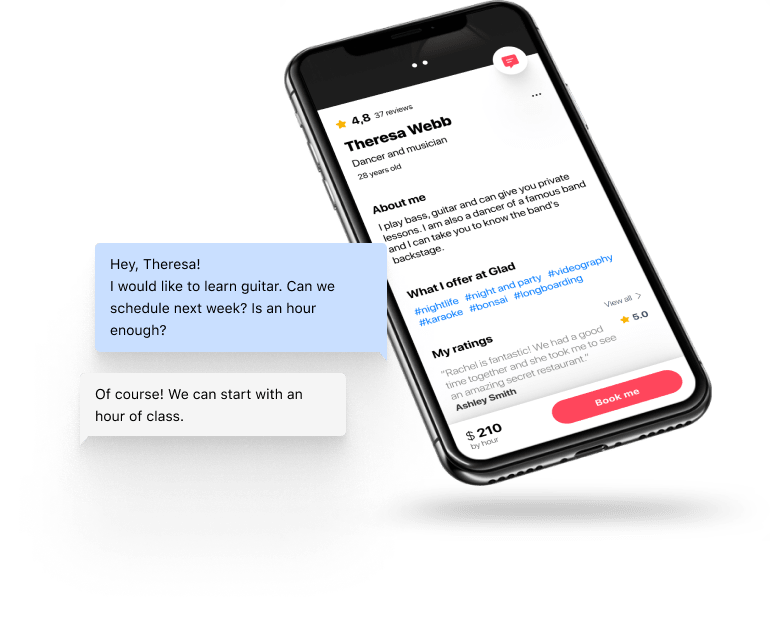 4,8 37 reviews
Theresa Webb
Dancer and musician
28 years old
About me
I play bass, guitar and can give you private
lessons. I am also a dancer of a famous band
and I can take you to know the band's
backstage.
What I offer at Glad
#nightlife #night and party #videography
#karaoke #bonsai #longboarding
View all
My ratings
5.0
“Rachel is fantastic! We had a good
time together and she took me to see
an amazing secret restaurant.”
Ashley Smith
$ 210
by hour
Book me
Hey, Theresa!
I would like to learn guitar. Can we
schedule next week? Is an hour
enough?
Of course! We can start with an
hour of class.